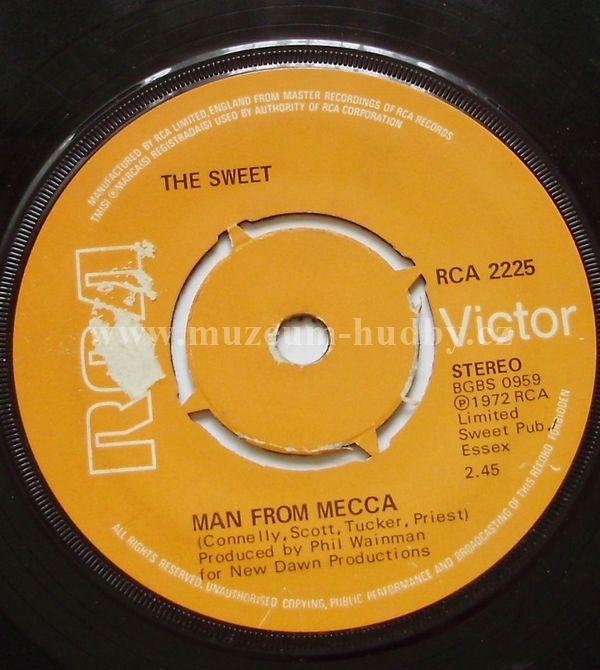 MANUFACTURED BY RCA LIMITED, ENGLAND FROM MASTER RECORDINGS OF RCA RECORDS
TM(S) ® MARCA(S) REGISTRADA(S) USED BY AUTHORITY OF RCA CORPORATION
THE SWEET
RCA
RCA 2225
Victor
www.muzeum-hudby.cz
STEREO
BGBS 0959
℗ 1972 RCA
Limited
Sweet Pub.,
Essex
2.45
MAN FROM MECCA
(Connelly, Scott, Tucker, Priest)
Produced by Phil Wainman
for New Dawn Productions
ALL RIGHTS RESERVED. UNAUTHORISED COPYING, PUBLIC PERFORMANCE AND BROADCASTING OF THIS RECORD FORBIDDEN